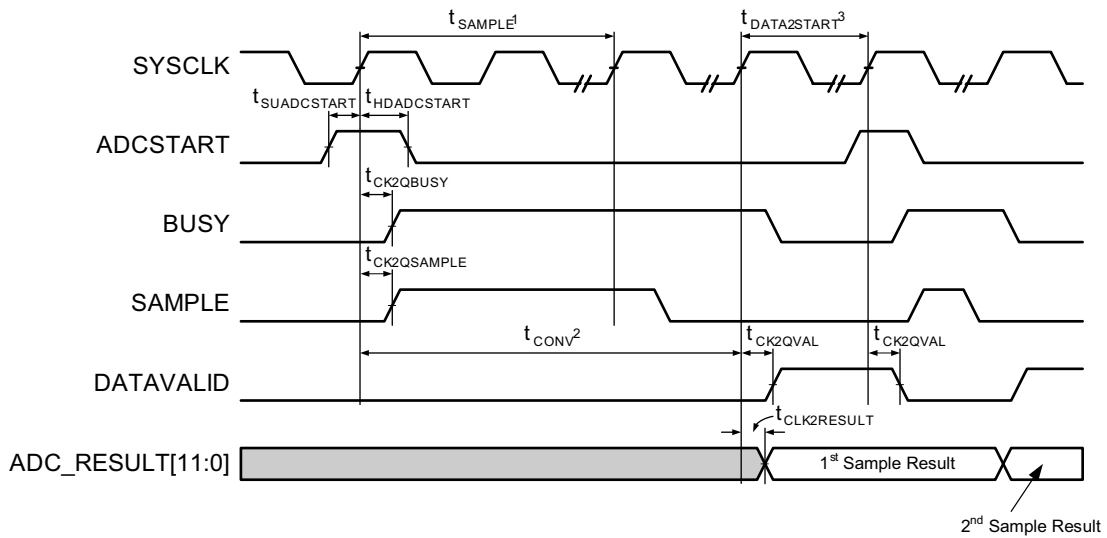 tSAMPLE1
tDATA2START3
SYSCLK
tSUADCSTART
tHDADCSTART
ADCSTART
tCK2QBUSY
BUSY
tCK2QSAMPLE
SAMPLE
tCONV2
tCK2QVAL
tCK2QVAL
DATAVALID
tCLK2RESULT
ADC_RESULT[11:0]
1st Sample Result
2nd Sample Result